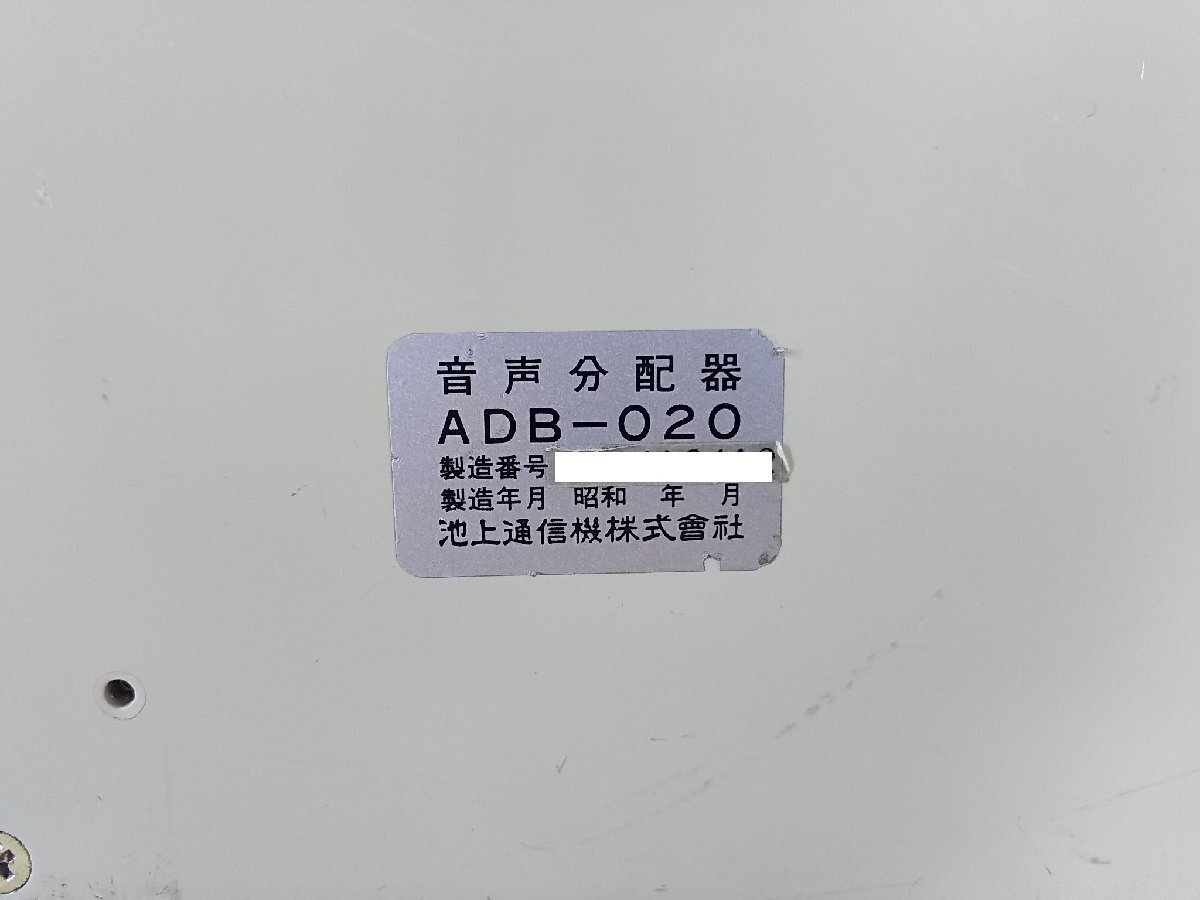 音声分配器
ADB-020
製造番号
製造年月 昭和 年 月
池上通信機株式會社